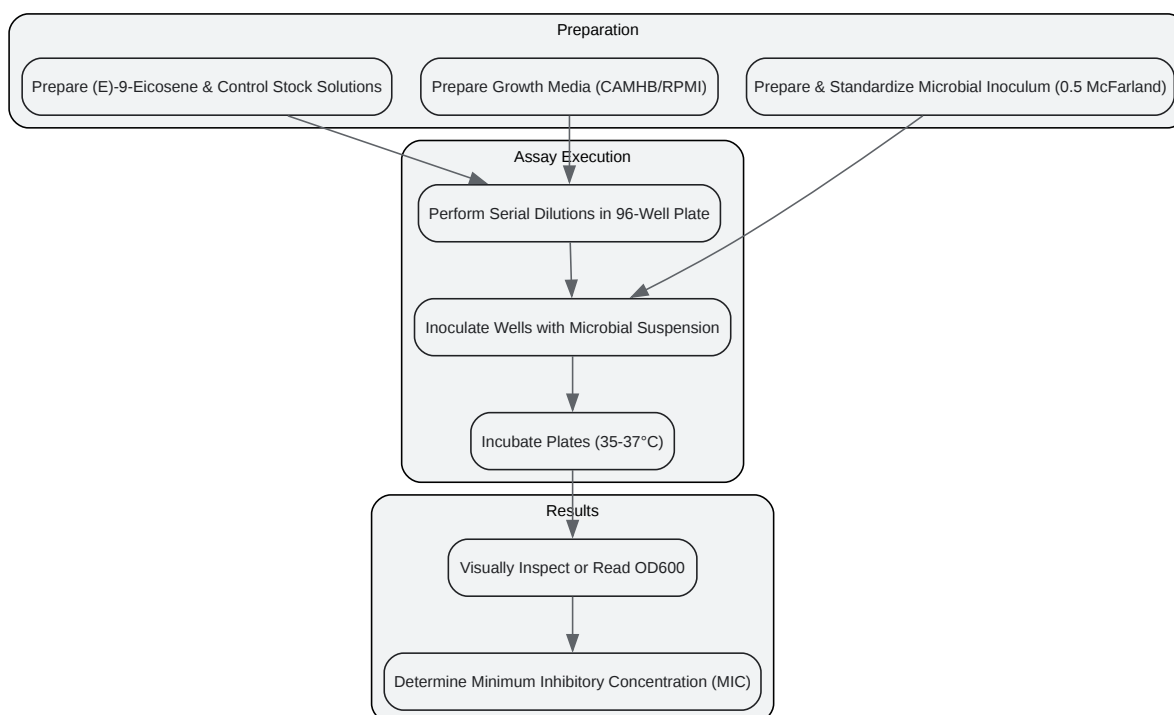 Preparation
Prepare (E)-9-Eicosene & Control Stock Solutions
Prepare Growth Media (CAMHB/RPMI)
Prepare & Standardize Microbial Inoculum (0.5 McFarland)
Assay Execution
Perform Serial Dilutions in 96-Well Plate
Inoculate Wells with Microbial Suspension
Incubate Plates (35-37°C)
Results
Visually Inspect or Read OD600
Determine Minimum Inhibitory Concentration (MIC)